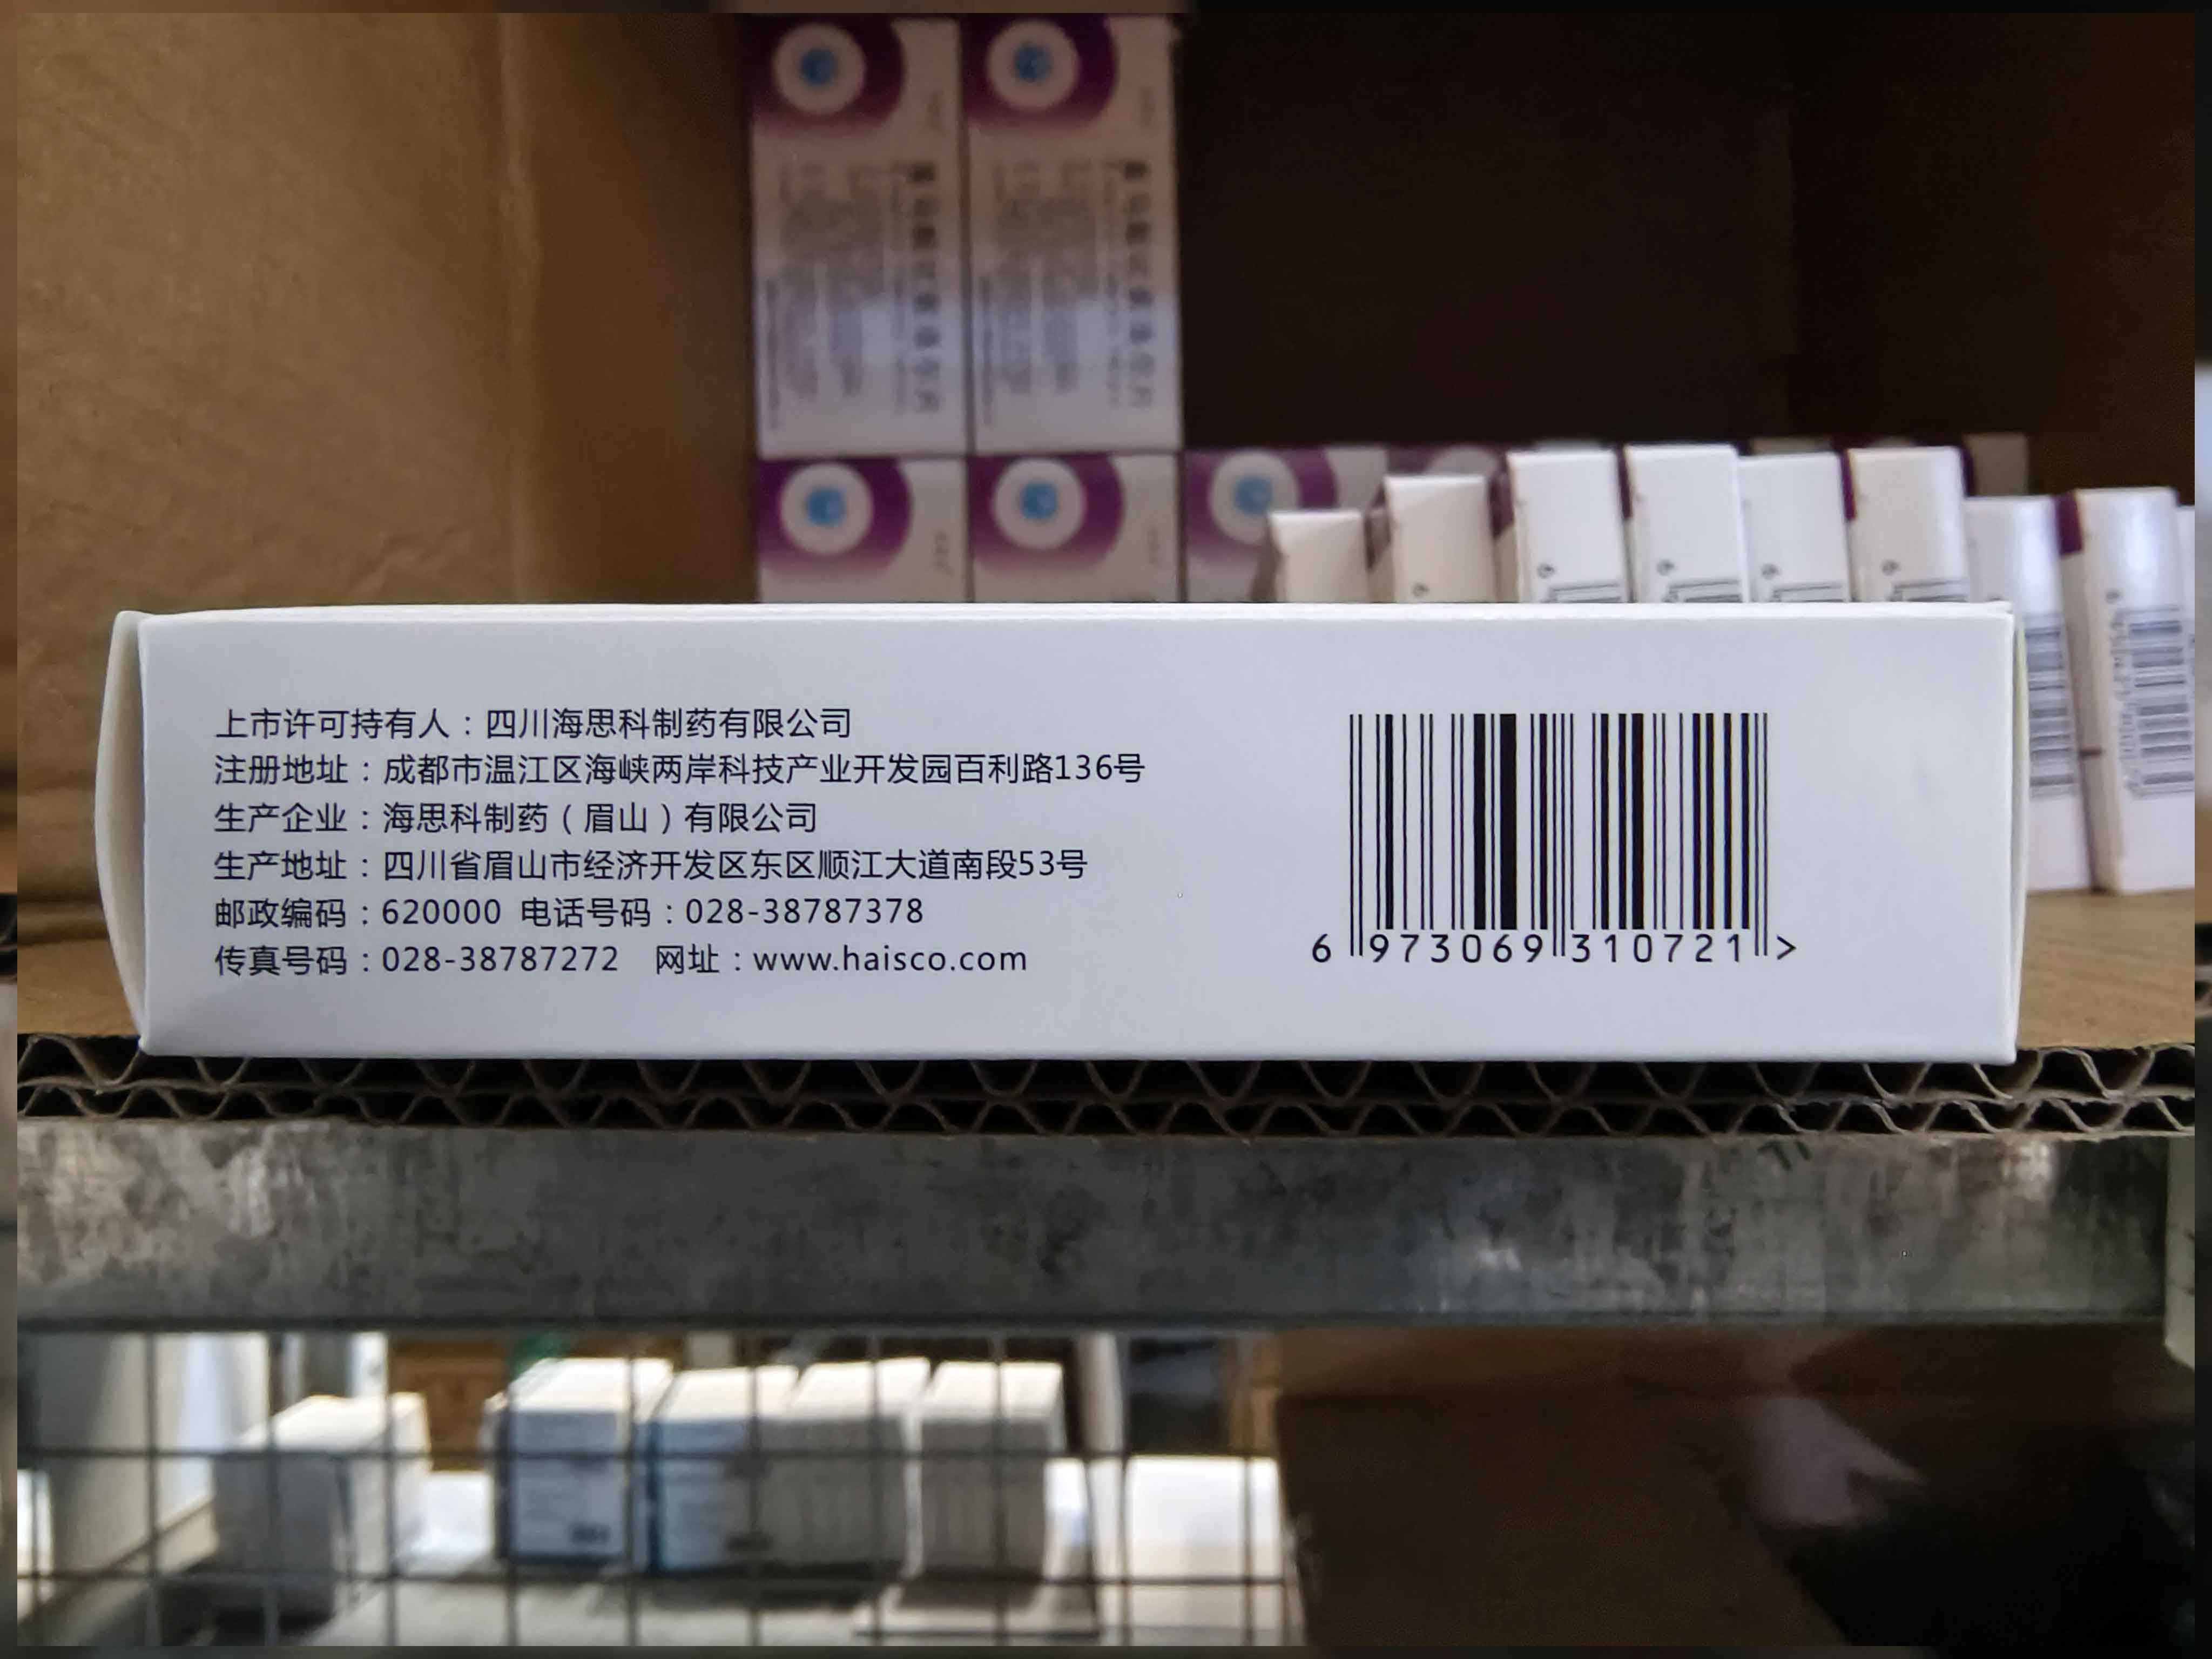 上市许可持有人：四川海思科制药有限公司
注册地址：成都市温江区海峡两岸科技产业开发园百利路136号
生产企业：海思科制药（眉山）有限公司
生产地址：四川省眉山市经济开发区东区顺江大道南段53号
邮政编码：620000 电话号码：028-38787378
传真号码：028-38787272 网址：www.haisco.com
6 973069 310721 >